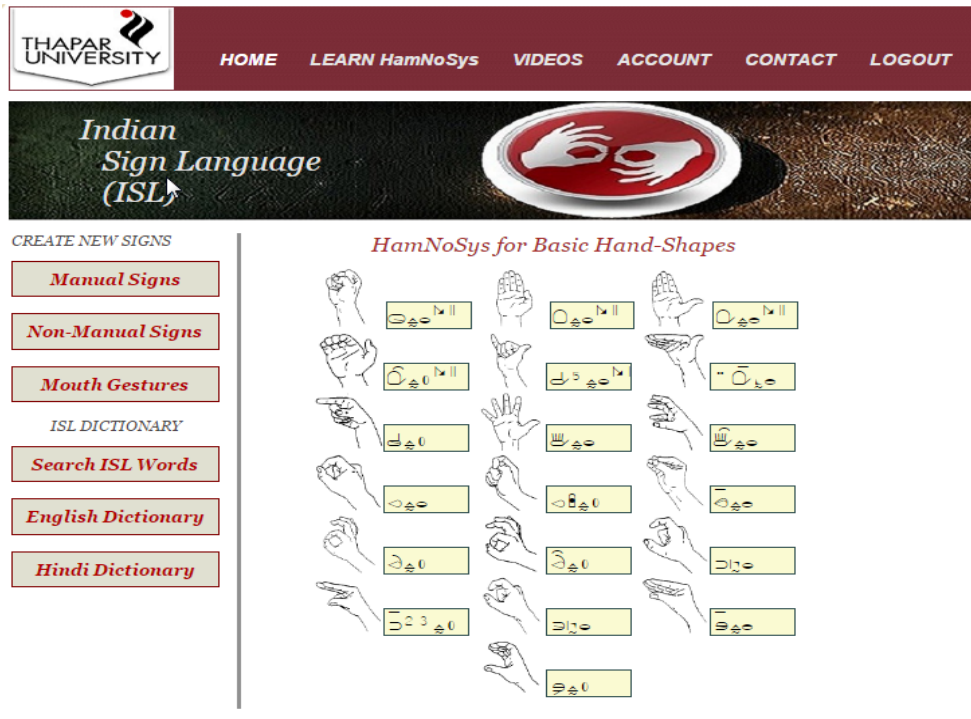 THAPAR
UNIVERSITY
HOME LEARN HamNoSys VIDEOS ACCOUNT CONTACT LOGOUT
Indian
Sign Language
(ISL)
CREATE NEW SIGNS
Manual Signs
Non-Manual Signs
Mouth Gestures
ISL DICTIONARY
Search ISL Words
English Dictionary
Hindi Dictionary
HamNoSys for Basic Hand-Shapes